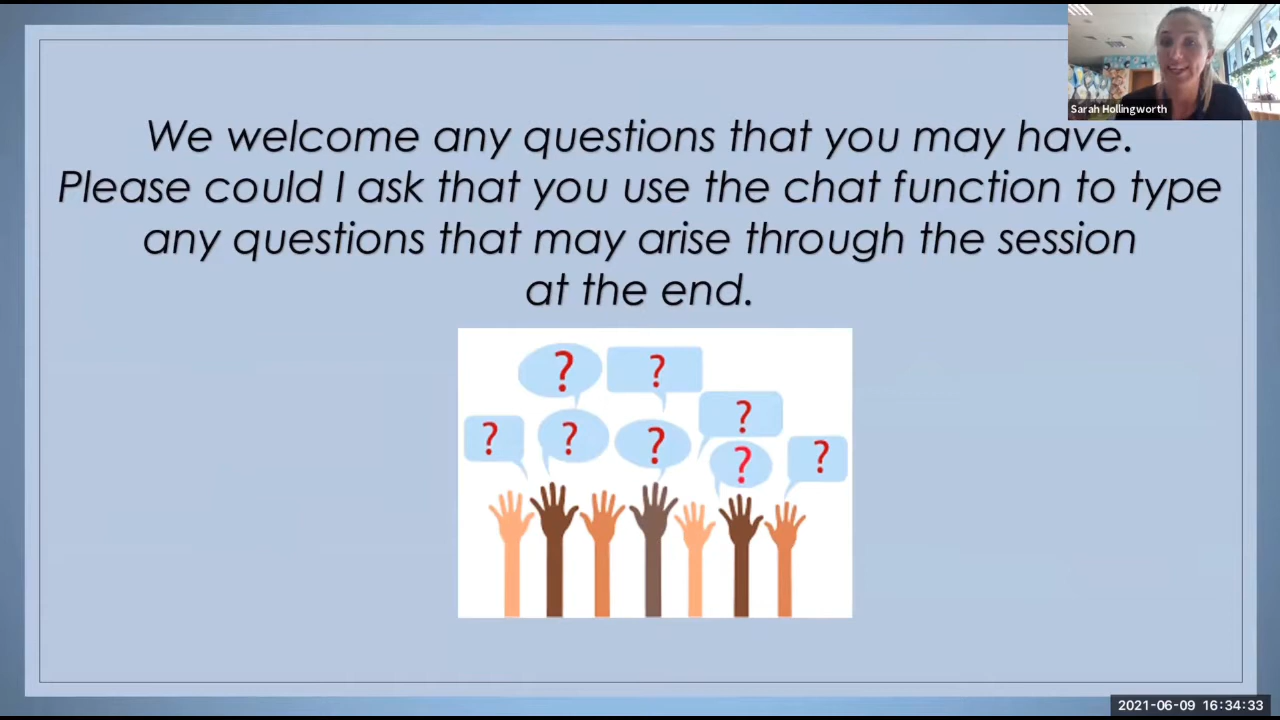 Sarah Hollingworth
We welcome any questions that you may have.
Please could I ask that you use the chat function to type
any questions that may arise through the session
at the end.
? ?
?
? ? ? ? ?
2021-06-09 16:34:33